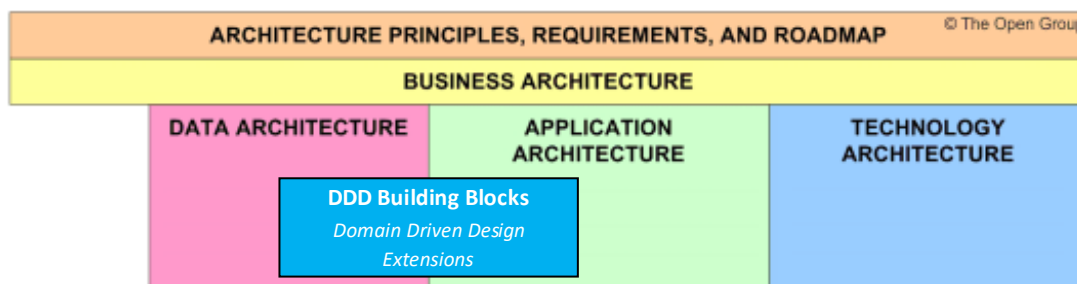 ARCHITECTURE PRINCIPLES, REQUIREMENTS, AND ROADMAP
© The Open Group
BUSINESS ARCHITECTURE
DATA ARCHITECTURE
APPLICATION
ARCHITECTURE
TECHNOLOGY
ARCHITECTURE
DDD Building Blocks
Domain Driven Design
Extensions